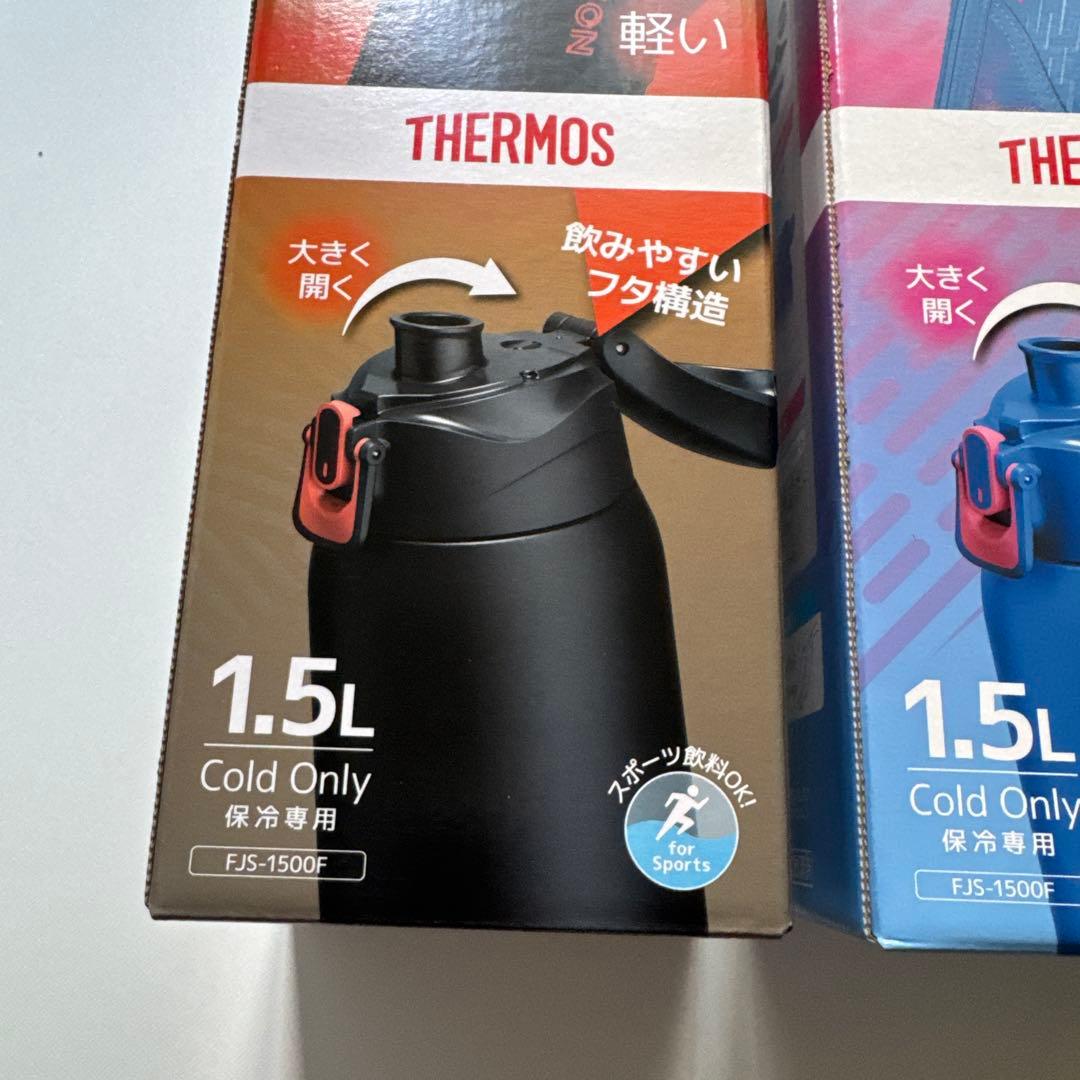 軽い
THERMOS
大きく
開く
飲みやすい
フタ構造
1.5L
Cold Only
保冷専用
FJS-1500F
スポーツ飲料OK!
for
Sports
THE
大きく
開く
1.5L
Cold Only
保冷専用
FJS-1500F